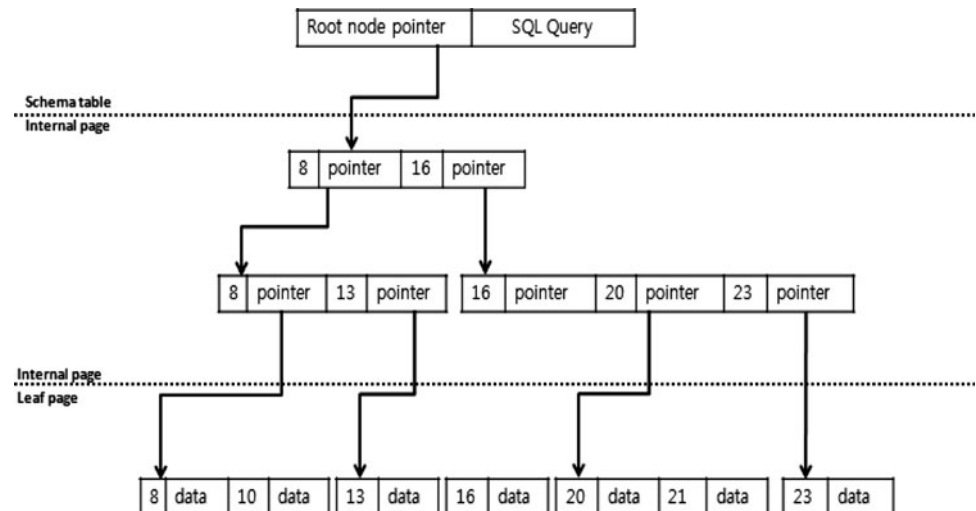 Root node pointer SQL Query
Schema table
Internal page
8 pointer 16 pointer
8 pointer 13 pointer 16 pointer 20 pointer 23 pointer
Internal page
Leaf page
8 data 10 data 13 data 16 data 20 data 21 data 23 data